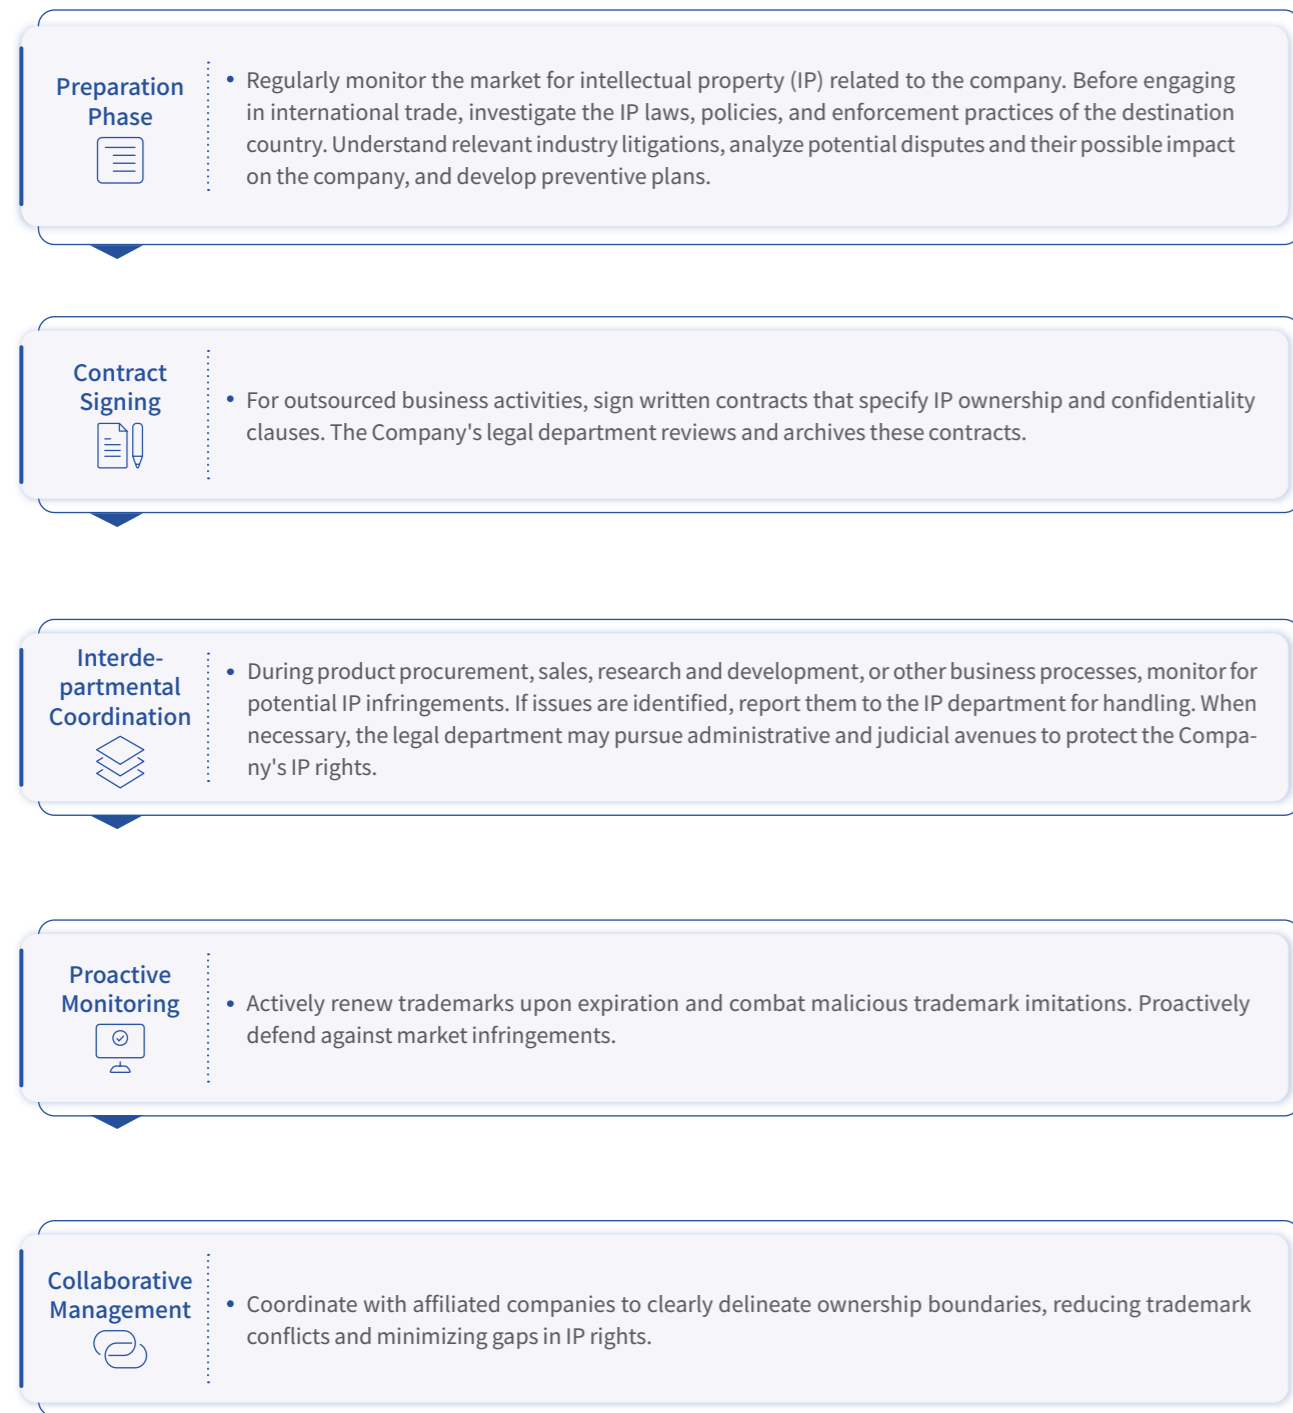 Preparation
Phase
• Regularly monitor the market for intellectual property (IP) related to the company. Before engaging
in international trade, investigate the IP laws, policies, and enforcement practices of the destination
country. Understand relevant industry litigations, analyze potential disputes and their possible impact
on the company, and develop preventive plans.
Contract
Signing
• For outsourced business activities, sign written contracts that specify IP ownership and confidentiality
clauses. The Company's legal department reviews and archives these contracts.
Interde-
partmental
Coordination
• During product procurement, sales, research and development, or other business processes, monitor for
potential IP infringements. If issues are identified, report them to the IP department for handling. When
necessary, the legal department may pursue administrative and judicial avenues to protect the Compa-
ny's IP rights.
Proactive
Monitoring
• Actively renew trademarks upon expiration and combat malicious trademark imitations. Proactively
defend against market infringements.
Collaborative
Management
• Coordinate with affiliated companies to clearly delineate ownership boundaries, reducing trademark
conflicts and minimizing gaps in IP rights.